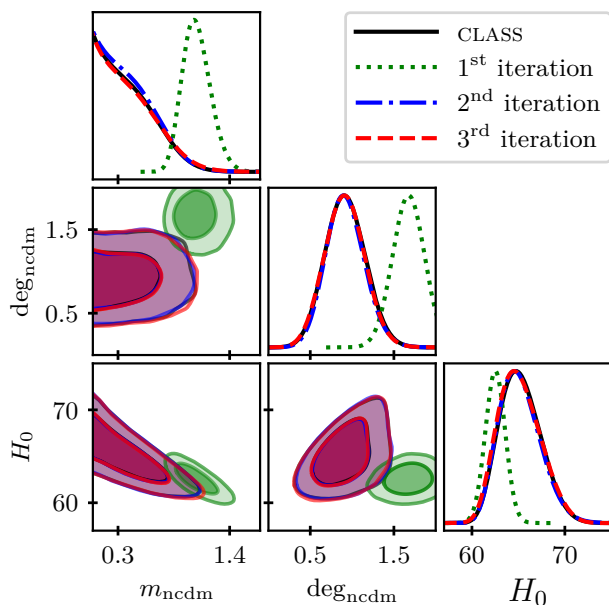 CLASS
1st iteration
2nd iteration
3rd iteration
1.5
0.5
deg_ncdm
70
60
H_0
0.3 1.4
m_ncdm
0.5 1.5
deg_ncdm
60 70
H_0